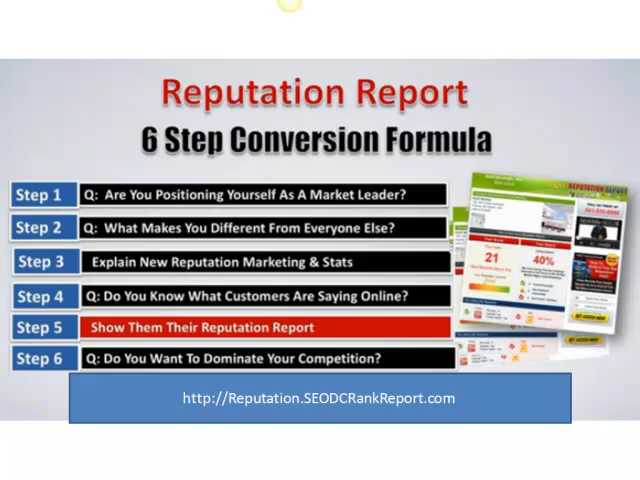 Reputation Report
6 Step Conversion Formula
Step 1 Q: Are You Positioning Yourself As A Market Leader?
Step 2 Q: What Makes You Different From Everyone Else?
Step 3 Explain New Reputation Marketing & Stats
Step 4 Q: Do You Know What Customers Are Saying Online?
Step 5 Show Them Their Reputation Report
Step 6 Q: Do You Want To Dominate Your Competition?
REPUTATION REPORT
21
40%
http://Reputation.SEODCRankReport.com